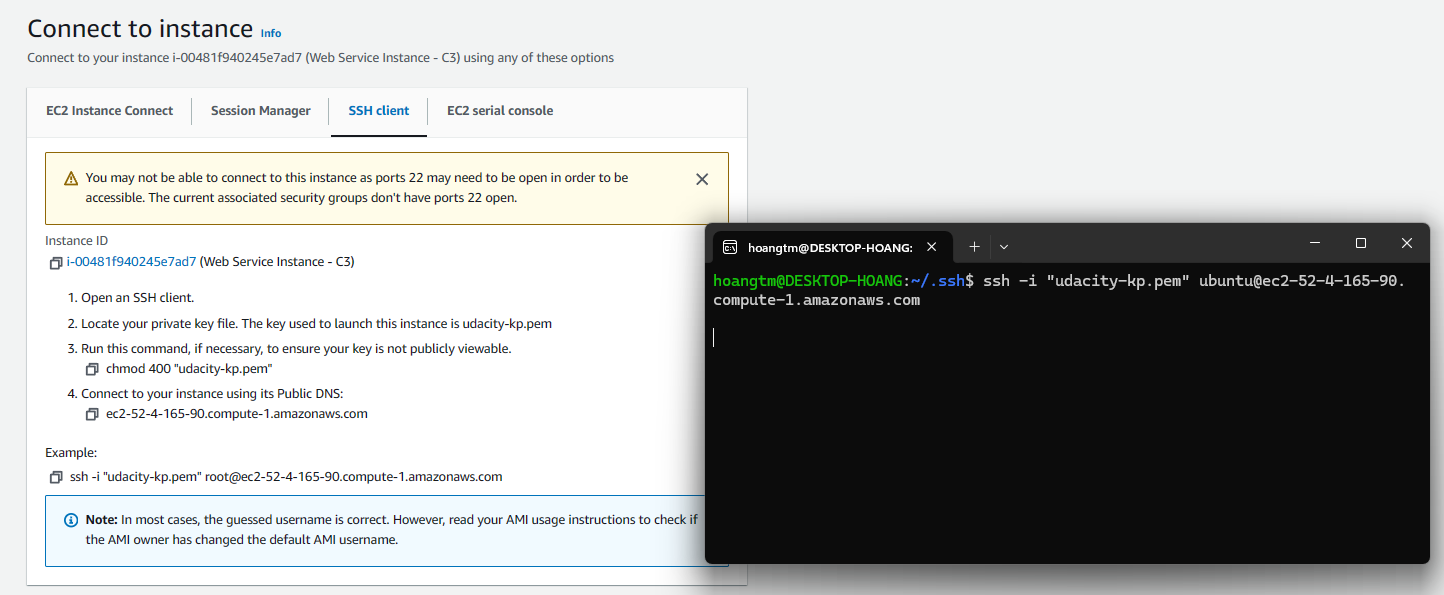 Connect to instance Info
Connect to your instance i-00481f940245e7ad7 (Web Service Instance - C3) using any of these options
EC2 Instance Connect
Session Manager
SSH client
EC2 serial console
You may not be able to connect to this instance as ports 22 may need to be open in order to be
accessible. The current associated security groups don't have ports 22 open.
Instance ID
i-00481f940245e7ad7 (Web Service Instance - C3)
1. Open an SSH client.
2. Locate your private key file. The key used to launch this instance is udacity-kp.pem
3. Run this command, if necessary, to ensure your key is not publicly viewable.
chmod 400 "udacity-kp.pem"
4. Connect to your instance using its Public DNS:
ec2-52-4-165-90.compute-1.amazonaws.com
Example:
ssh -i "udacity-kp.pem" root@ec2-52-4-165-90.compute-1.amazonaws.com
Note: In most cases, the guessed username is correct. However, read your AMI usage instructions to check if
the AMI owner has changed the default AMI username.
hoangtm@DESKTOP-HOANG:
hoangtm@DESKTOP-HOANG:~/.ssh$ ssh -i "udacity-kp.pem" ubuntu@ec2-52-4-165-90.
compute-1.amazonaws.com